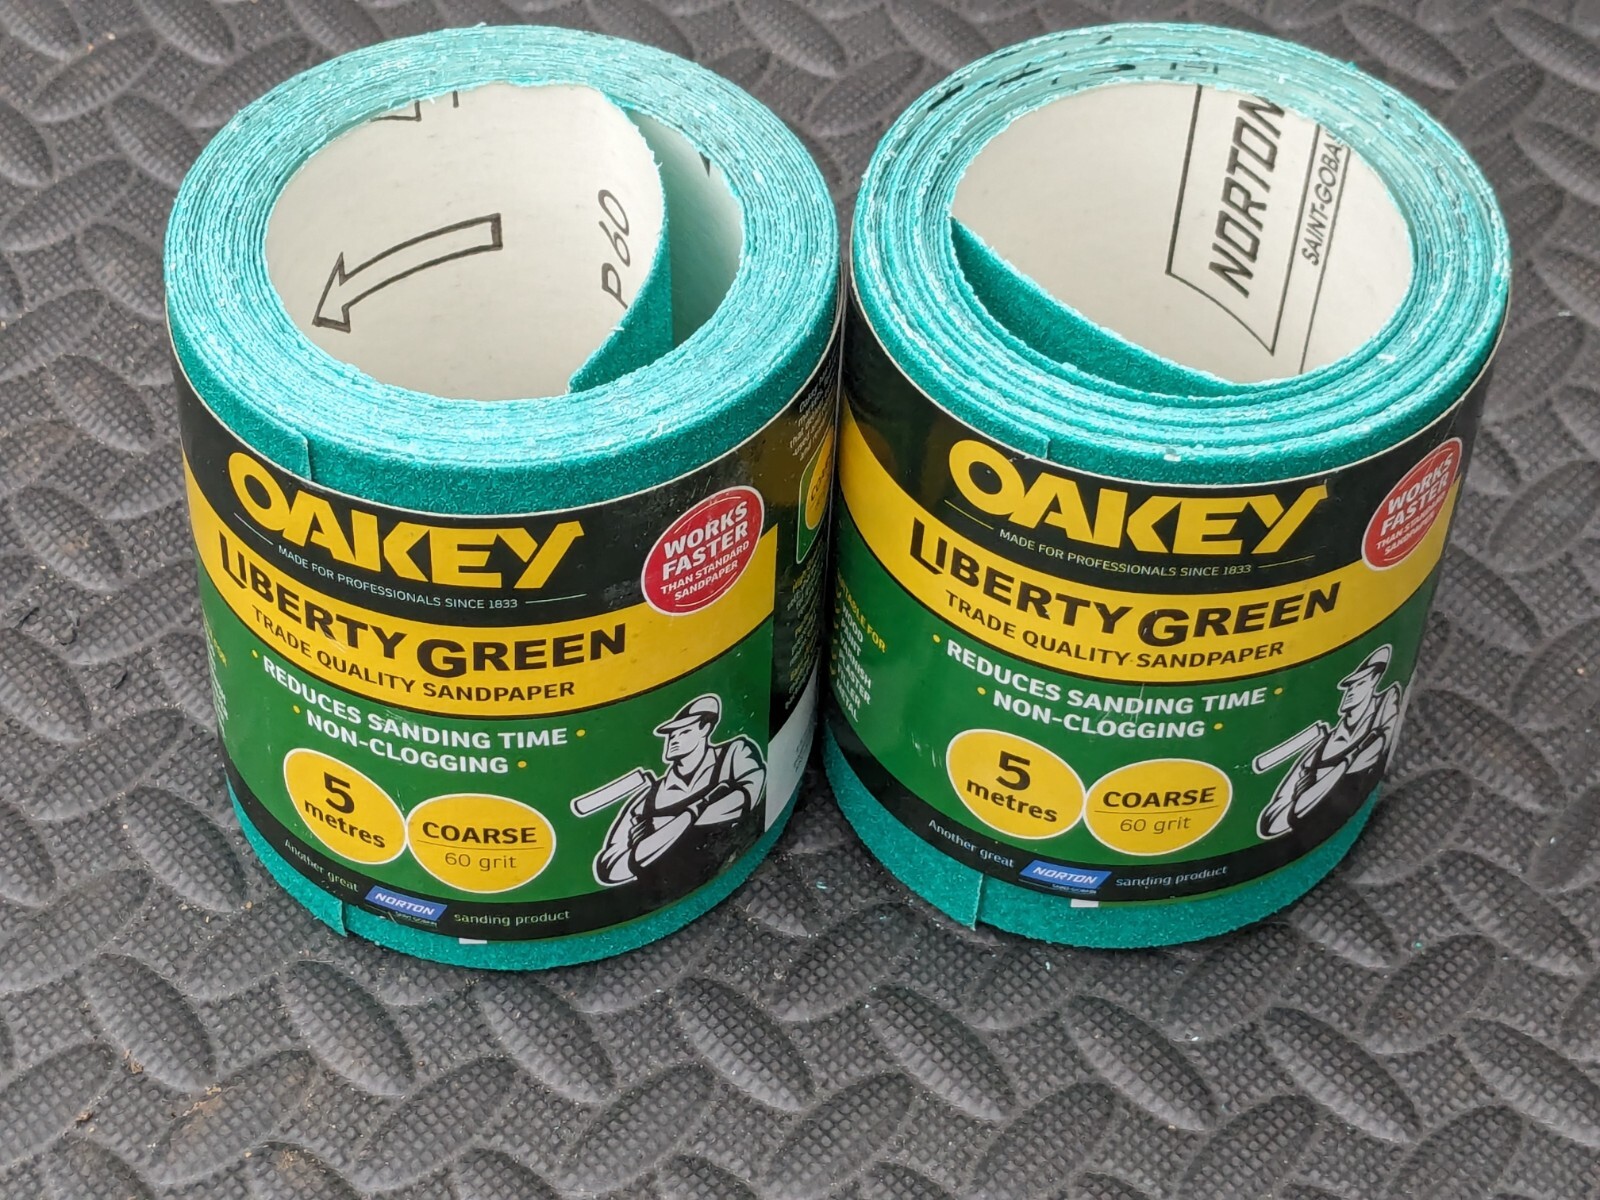 P60
NORTON
SAINT-GOBA
OAKEY
MADE FOR PROFESSIONALS SINCE 1833
WORKS
FASTER
THAN STANDARD
SANDPAPER
LIBERTY GREEN
TRADE QUALITY SANDPAPER
• REDUCES SANDING TIME •
• NON-CLOGGING •
5
metres
COARSE
60 grit
Another great NORTON sanding product
OAKEY
MADE FOR PROFESSIONALS SINCE 1833
WORKS
FASTER
THAN STANDARD
SANDPAPER
LIBERTY GREEN
TRADE QUALITY SANDPAPER
• REDUCES SANDING TIME •
• NON-CLOGGING •
5
metres
COARSE
60 grit
Another great NORTON sanding product